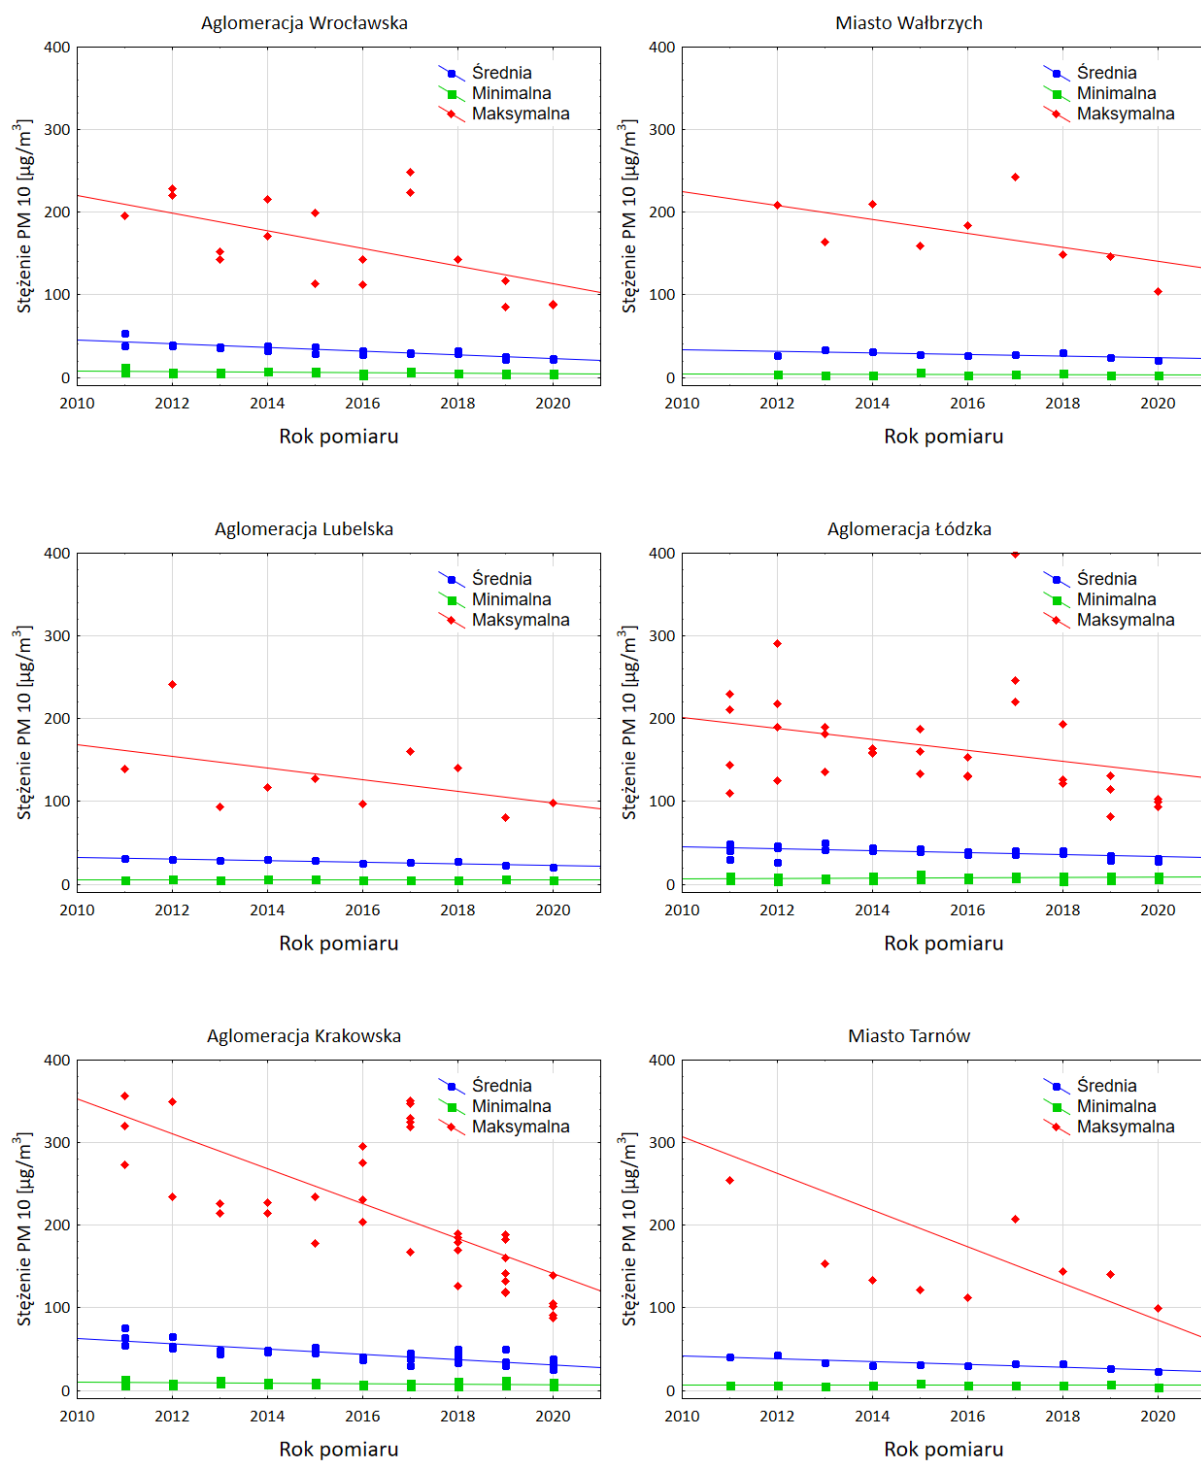 Aglomeracja Wrocławska
400
300
200
100
0
Stężenie PM 10 [µg/m³]
Średnia
Minimalna
Maksymalna
2010 2012 2014 2016 2018 2020
Rok pomiaru
Miasto Wałbrzych
400
300
200
100
0
Stężenie PM 10 [µg/m³]
Średnia
Minimalna
Maksymalna
2010 2012 2014 2016 2018 2020
Rok pomiaru
Aglomeracja Lubelska
400
300
200
100
0
Stężenie PM 10 [µg/m³]
Średnia
Minimalna
Maksymalna
2010 2012 2014 2016 2018 2020
Rok pomiaru
Aglomeracja Łódzka
400
300
200
100
0
Stężenie PM 10 [µg/m³]
Średnia
Minimalna
Maksymalna
2010 2012 2014 2016 2018 2020
Rok pomiaru
Aglomeracja Krakowska
400
300
200
100
0
Stężenie PM 10 [µg/m³]
Średnia
Minimalna
Maksymalna
2010 2012 2014 2016 2018 2020
Rok pomiaru
Miasto Tarnów
400
300
200
100
0
Stężenie PM 10 [µg/m³]
Średnia
Minimalna
Maksymalna
2010 2012 2014 2016 2018 2020
Rok pomiaru